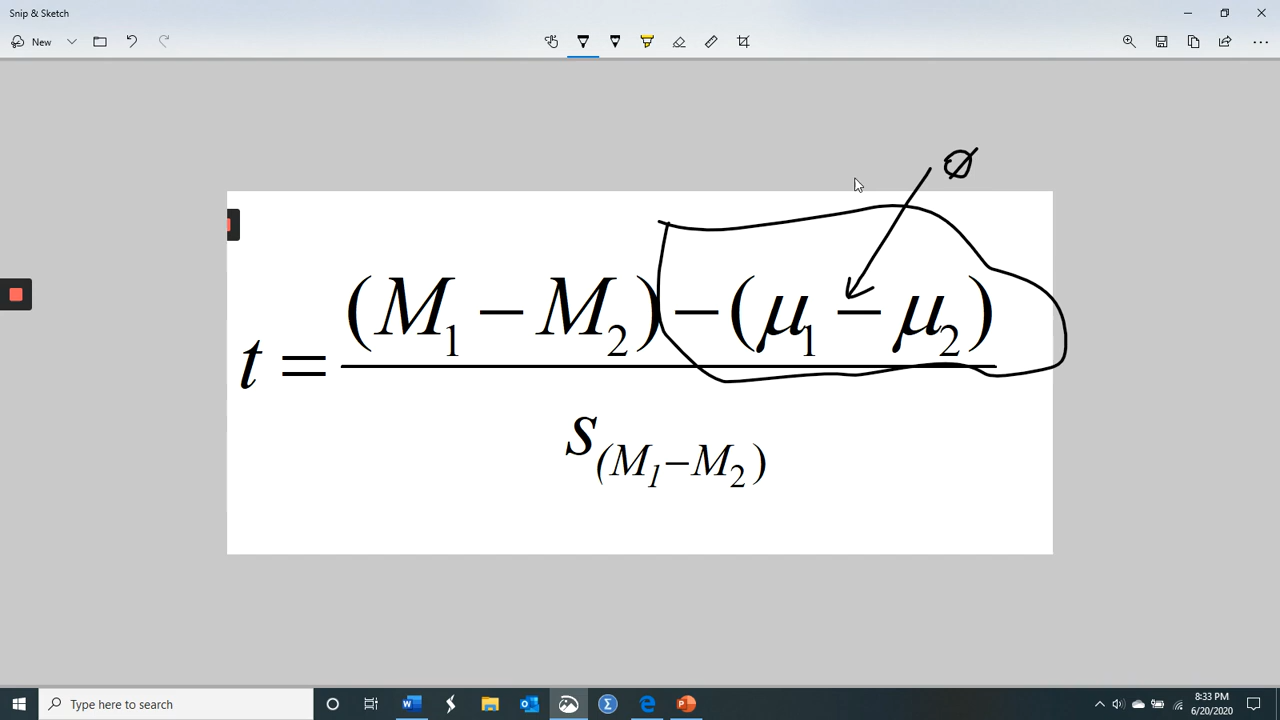 Snip & Sketch
New
Ø
t = (M₁ − M₂) − (μ₁ − μ₂)
s₍M₁−M₂₎
Type here to search
8:33 PM
6/20/2020